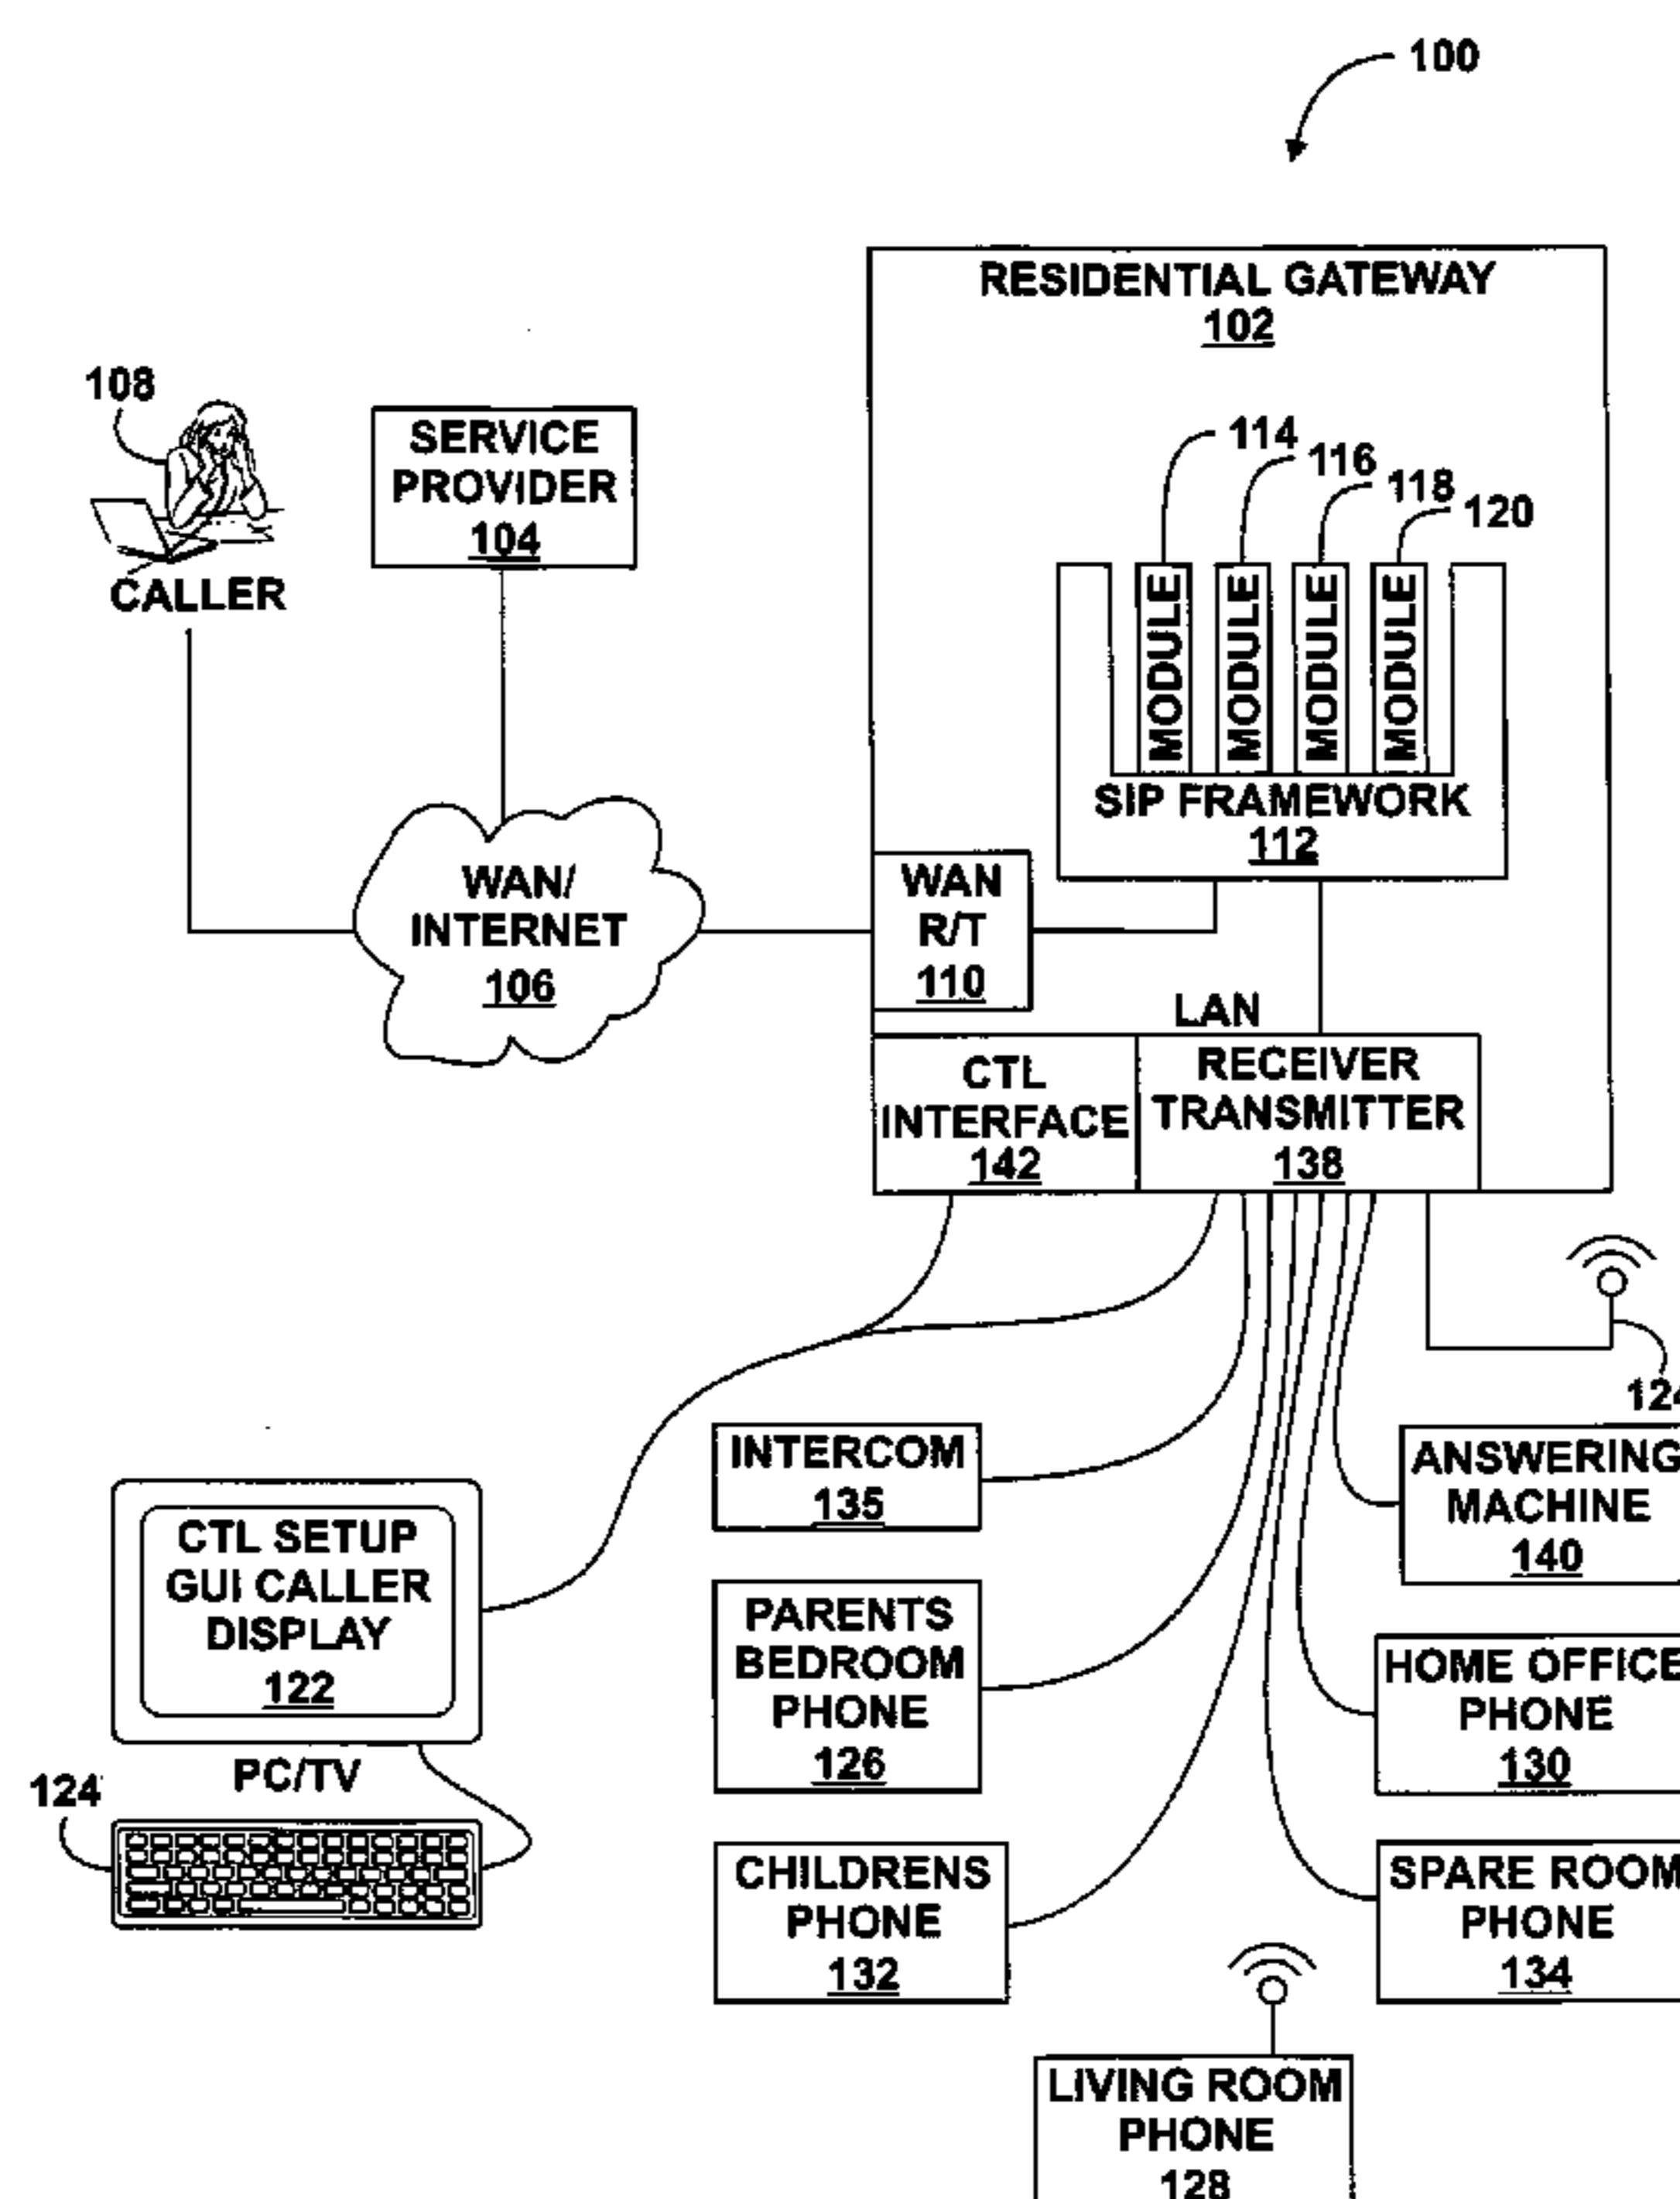 100
RESIDENTIAL GATEWAY
102
108
CALLER
SERVICE
PROVIDER
104
114
116
118
120
MODULE
MODULE
MODULE
MODULE
SIP FRAMEWORK
112
WAN/
INTERNET
106
WAN
R/T
110
LAN
CTL
INTERFACE
142
RECEIVER
TRANSMITTER
138
124
INTERCOM
135
ANSWERING
MACHINE
140
CTL SETUP
GUI CALLER
DISPLAY
122
PC/TV
124
PARENTS
BEDROOM
PHONE
126
HOME OFFICE
PHONE
130
CHILDRENS
PHONE
132
SPARE ROOM
PHONE
134
LIVING ROOM
PHONE
128